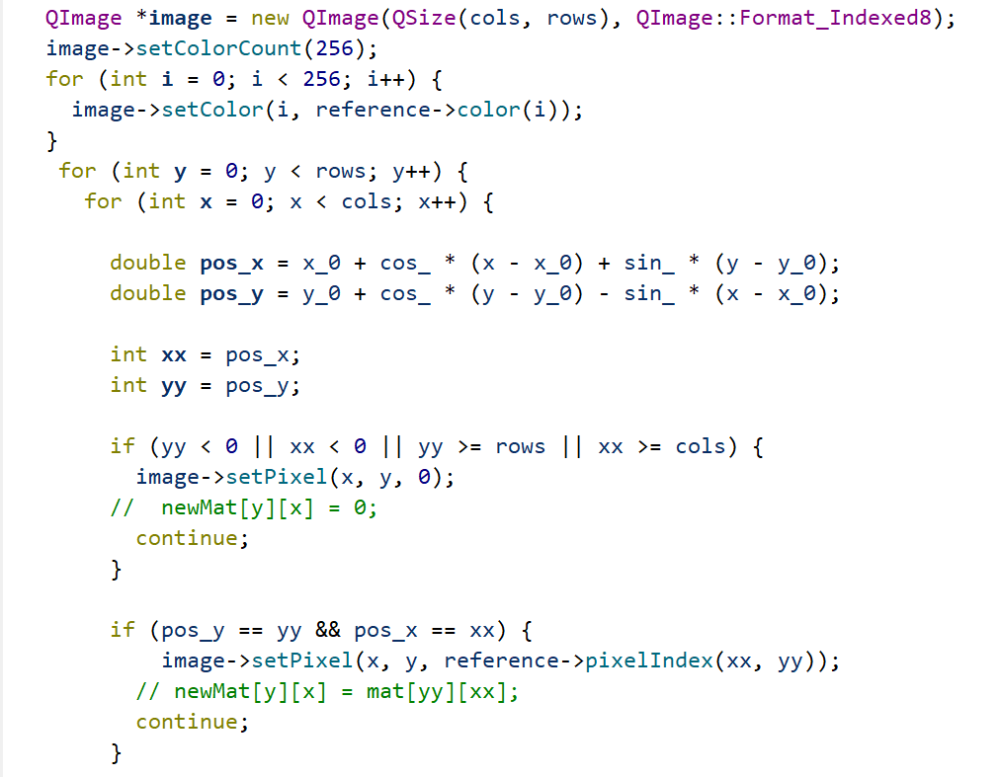 QImage *image = new QImage(QSize(cols, rows), QImage::Format_Indexed8);
image->setColorCount(256);
for (int i = 0; i < 256; i++) {
  image->setColor(i, reference->color(i));
}
 for (int y = 0; y < rows; y++) {
   for (int x = 0; x < cols; x++) {

     double pos_x = x_0 + cos_ * (x - x_0) + sin_ * (y - y_0);
     double pos_y = y_0 + cos_ * (y - y_0) - sin_ * (x - x_0);

     int xx = pos_x;
     int yy = pos_y;

     if (yy < 0 || xx < 0 || yy >= rows || xx >= cols) {
       image->setPixel(x, y, 0);
     //  newMat[y][x] = 0;
       continue;
     }

     if (pos_y == yy && pos_x == xx) {
         image->setPixel(x, y, reference->pixelIndex(xx, yy));
       // newMat[y][x] = mat[yy][xx];
       continue;
     }